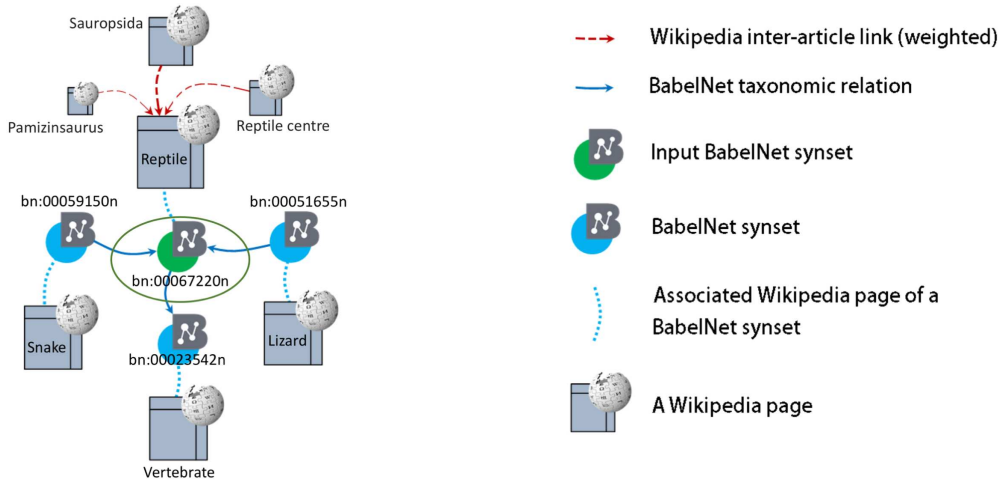 Sauropsida
Pamizinsaurus
Reptile centre
Reptile
bn:00059150n
bn:00051655n
bn:00067220n
Snake
Lizard
bn:00023542n
Vertebrate
Wikipedia inter-article link (weighted)
BabelNet taxonomic relation
Input BabelNet synset
BabelNet synset
Associated Wikipedia page of a
BabelNet synset
A Wikipedia page